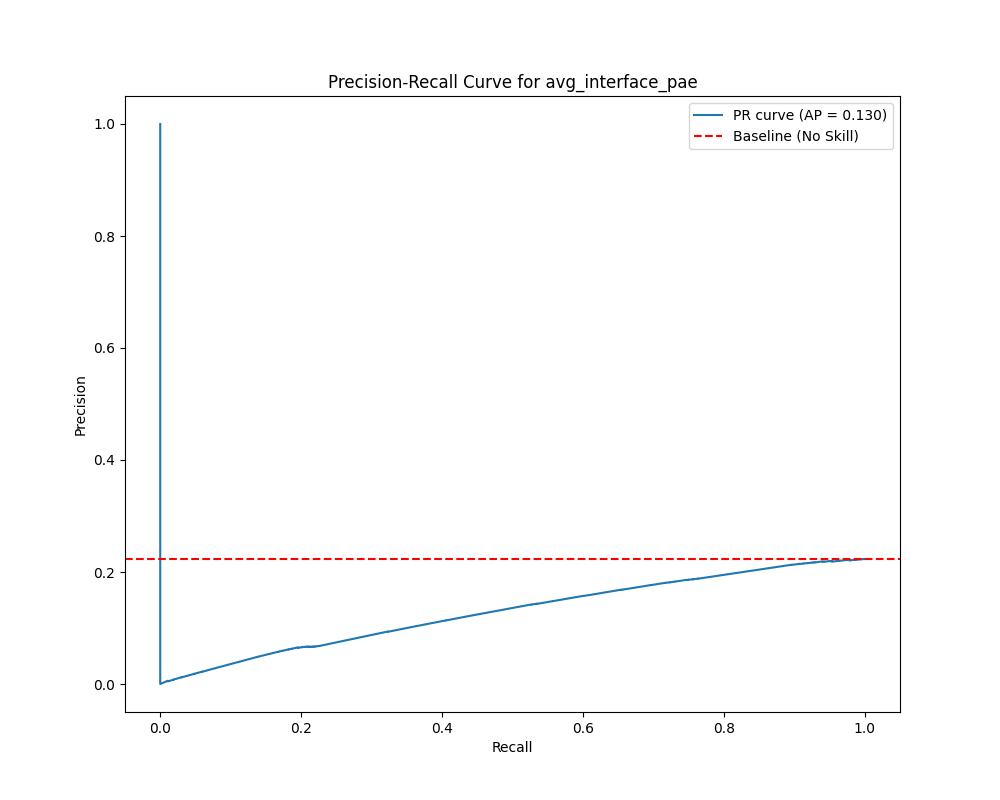 Precision-Recall Curve for avg_interface_pae
PR curve (AP = 0.130)
Baseline (No Skill)
Precision
1.0
0.8
0.6
0.4
0.2
0.0
0.0 0.2 0.4 0.6 0.8 1.0
Recall